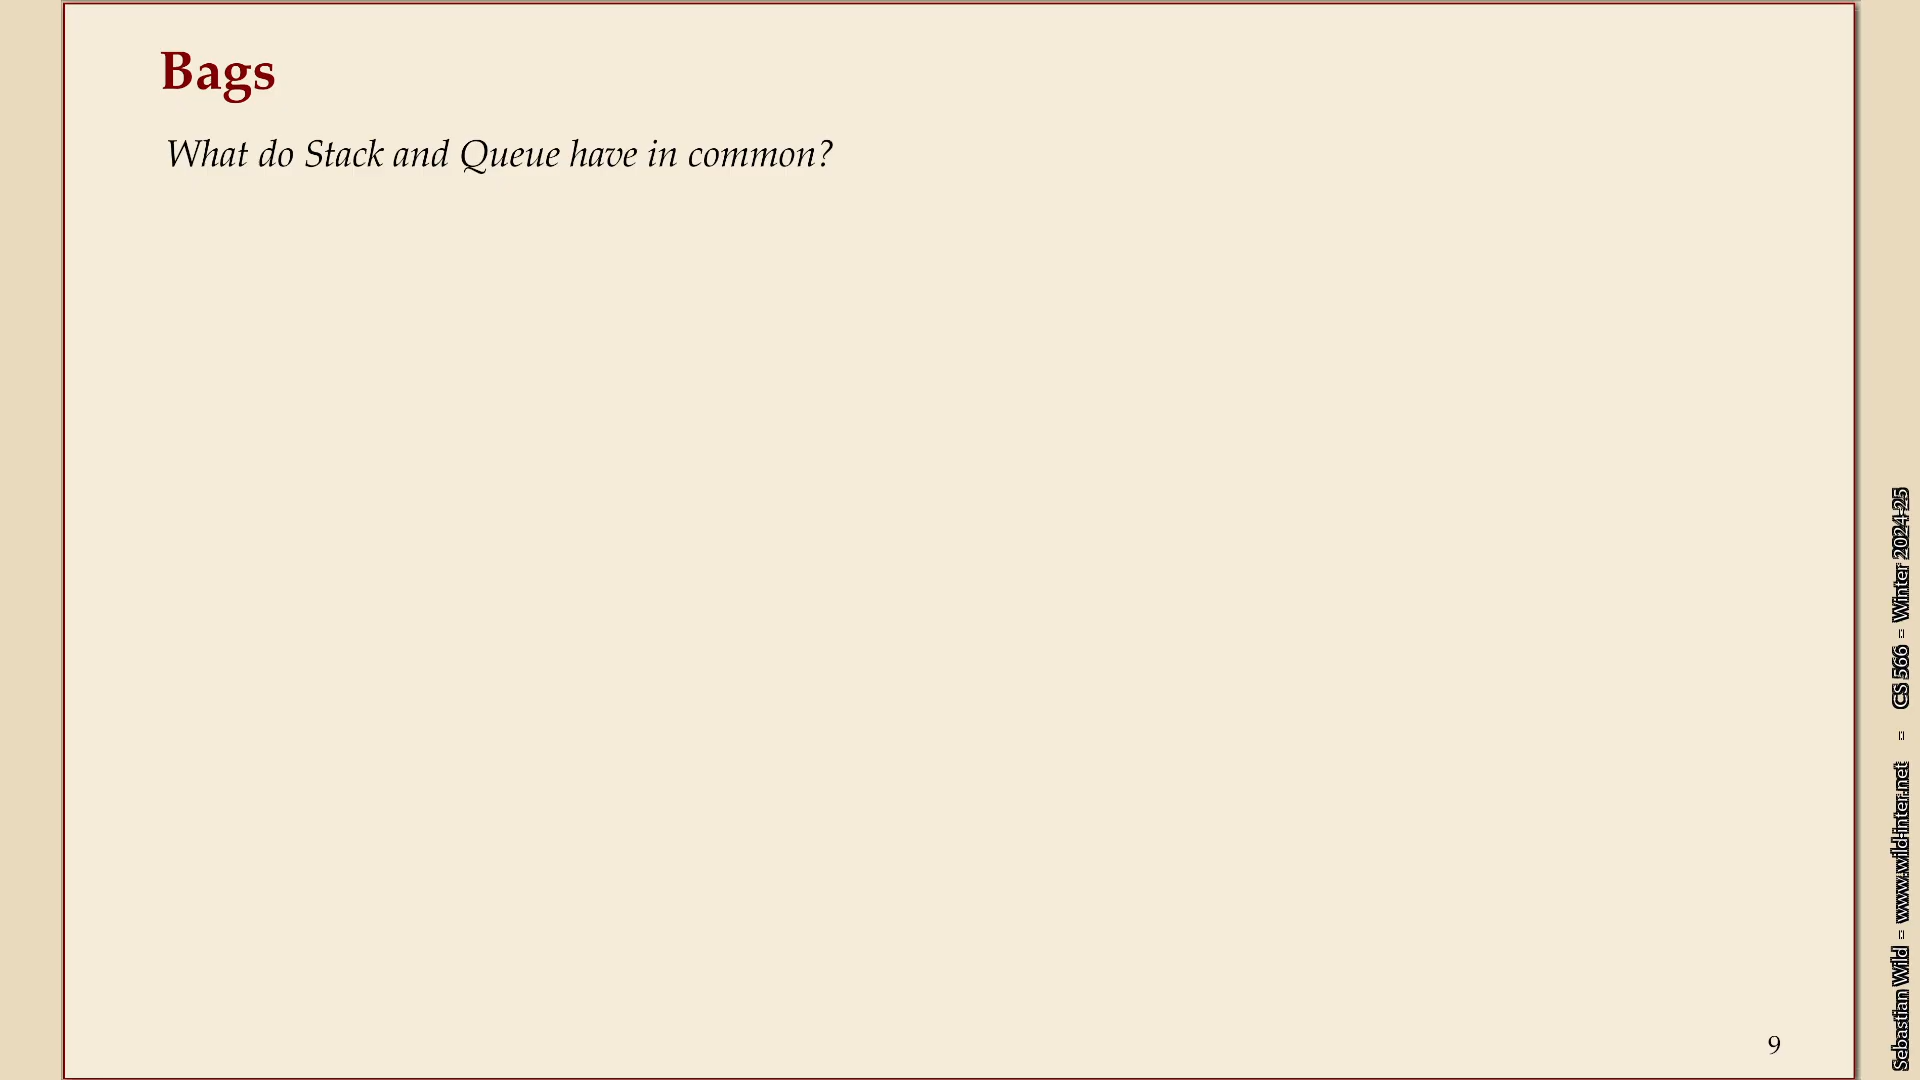 Bags
What do Stack and Queue have in common?
9
Sebastian Wild – www.wild-inter.net – CS 566 – Winter 2024-25